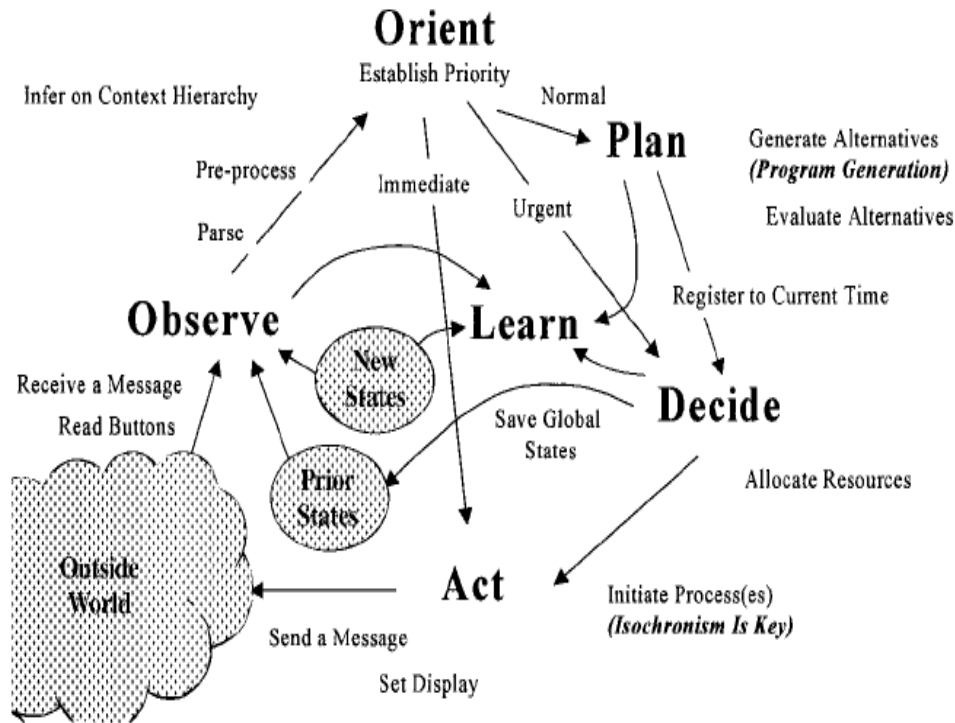 Orient
Establish Priority
Infer on Context Hierarchy
Normal
Plan
Generate Alternatives
(Program Generation)
Pre-process
Immediate
Urgent
Evaluate Alternatives
Parse
Register to Current Time
Observe
Learn
New
States
Receive a Message
Read Buttons
Decide
Save Global
States
Prior
States
Allocate Resources
Outside
World
Act
Initiate Process(es)
(Isochronism Is Key)
Send a Message
Set Display